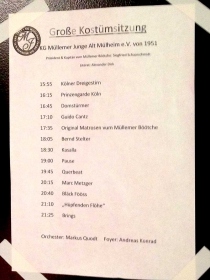 Große Kostümsitzung
KG Müllemer Junge Alt Mülheim e.V. von 1951
15:55 Kölner Dreigestirn
16:15 Prinzengarde Köln
16:45 Domstürmer
17:10 Guido Cantz
17:35 Original Matrosen vum Müllemer Böötche
18:05 Bernd Stelter
18:30 Kasalla
19:00 Pause
19:45 Querbeet
20:15 Marc Metzger
20:40 Bläck Fööss
21:10 „Hüpfenden Flöhe"
21:25 Brings
Orchester: Markus Quodt Foyer: Andreas Konrad